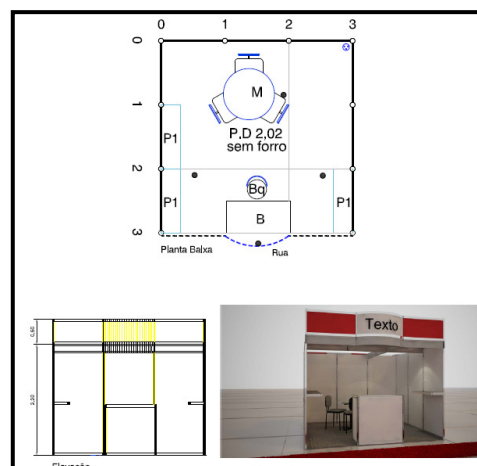 0 1 2 3
0
M
1
P.D 2,02
sem forro
P1
2
Bq
P1 B P1
3
Planta Baixa Rua
Texto
Elevação